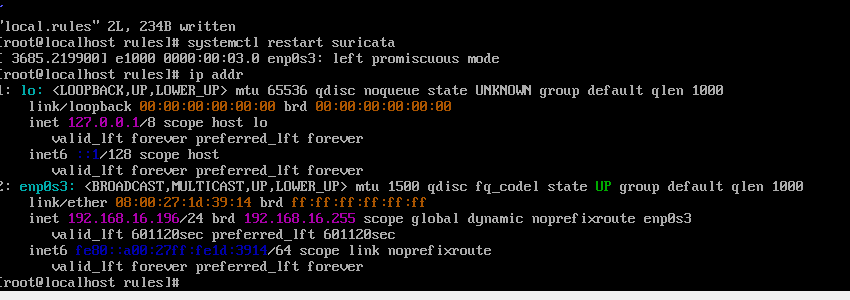 "local.rules" 2L, 234B written
[root@localhost rules]# systemctl restart suricata
[ 3685.219900] e1000 0000:00:03.0 enp0s3: left promiscuous mode
[root@localhost rules]# ip addr
1: lo: <LOOPBACK,UP,LOWER_UP> mtu 65536 qdisc noqueue state UNKNOWN group default qlen 1000
link/loopback 00:00:00:00:00:00 brd 00:00:00:00:00:00
inet 127.0.0.1/8 scope host lo
valid_lft forever preferred_lft forever
inet6 ::1/128 scope host
valid_lft forever preferred_lft forever
2: enp0s3: <BROADCAST,MULTICAST,UP,LOWER_UP> mtu 1500 qdisc fq_codel state UP group default qlen 1000
link/ether 08:00:27:1d:39:14 brd ff:ff:ff:ff:ff:ff
inet 192.168.16.196/24 brd 192.168.16.255 scope global dynamic noprefixroute enp0s3
valid_lft 601120sec preferred_lft 601120sec
inet6 fe80::a00:27ff:fe1d:3914/64 scope link noprefixroute
valid_lft forever preferred_lft forever
[root@localhost rules]#